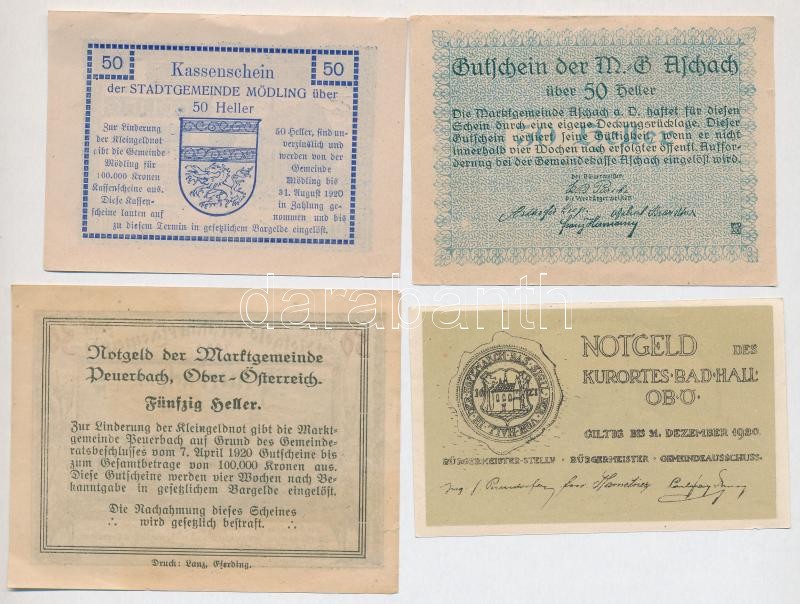 50
50
Kassenschein
der STADTGEMEINDE MÖDLING über
50 Heller
Zur Linderung
der Kleingeldnot
gibt die Gemeinde
Mödling für
100.000 Kronen
Kassenscheine aus.
Diese Kassen-
scheine lauten auf
50 Heller, sind un-
verzinslich und
werden von der
Gemeinde
Mödling bis
31. August 1920
in Zahlung ge-
nommen und bis
zu diesem Termin in gesetzlichem Bargelde eingelöst.
Gutschein der M.-G Aschach
über 50 Heller
Die Marktgemeinde Aschach a. D. haftet für diesen
Schein durch eine eigene Deckungsrücklage. Dieser
Gutschein verliert seine Gültigkeit, wenn er nicht
innerhalb vier Wochen nach erfolgter öffentl. Auffor-
derung bei der Gemeindekasse Aschach eingelöst wird.
Der Bürgermeister
darabanth
Notgeld der Marktgemeinde
Peuerbach, Ober-Österreich.
Fünfzig Heller.
Zur Linderung der Kleingeldnot gibt die Markt-
gemeinde Peuerbach auf Grund des Gemeinde-
ratsbeschlusses vom 7. April 1920 Gutscheine bis
zum Gesamtbetrage von 100,000 Kronen aus.
Diese Gutscheine werden vier Wochen nach Be-
kanntgabe in gesetzlichem Bargelde eingelöst.
Die Nachahmung dieses Scheines
wird gesetzlich bestraft.
Druck: Lanz, Eferding.
NOTGELD DES
KURORTES·BAD·HALL·
OB·Ö·
GILTIG BIS 31. DEZEMBER 1920.
BÜRGERMEISTER-STELLV· BÜRGERMEISTER· GEMEINDEAUSSCHUSS·